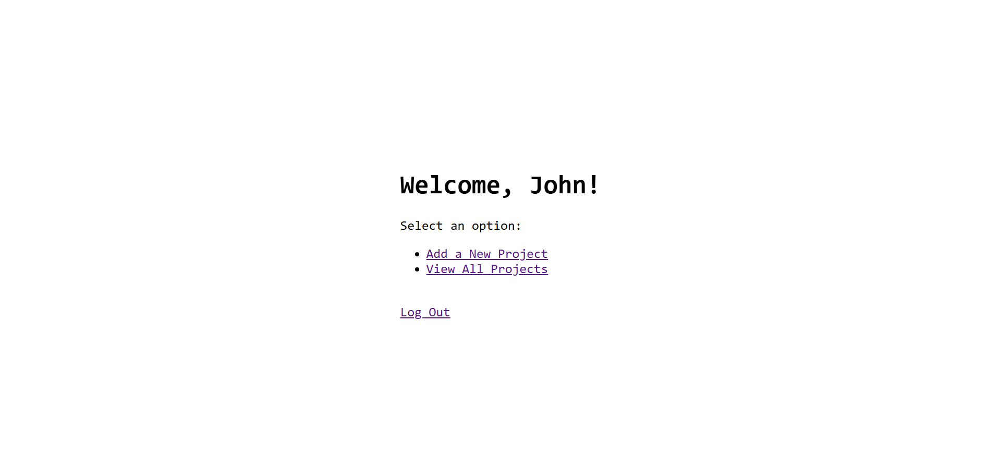 Welcome, John!
Select an option:
Add a New Project
View All Projects
Log Out